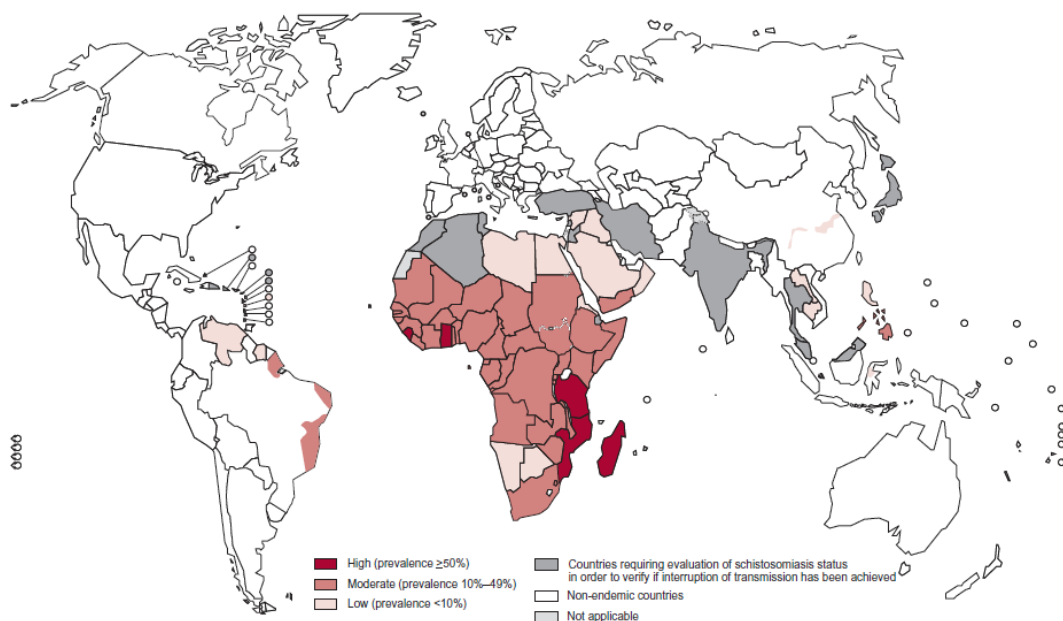 High (prevalence ≥50%)
Moderate (prevalence 10%–49%)
Low (prevalence <10%)
Countries requiring evaluation of schistosomiasis status
in order to verify if interruption of transmission has been achieved
Non-endemic countries
Not applicable